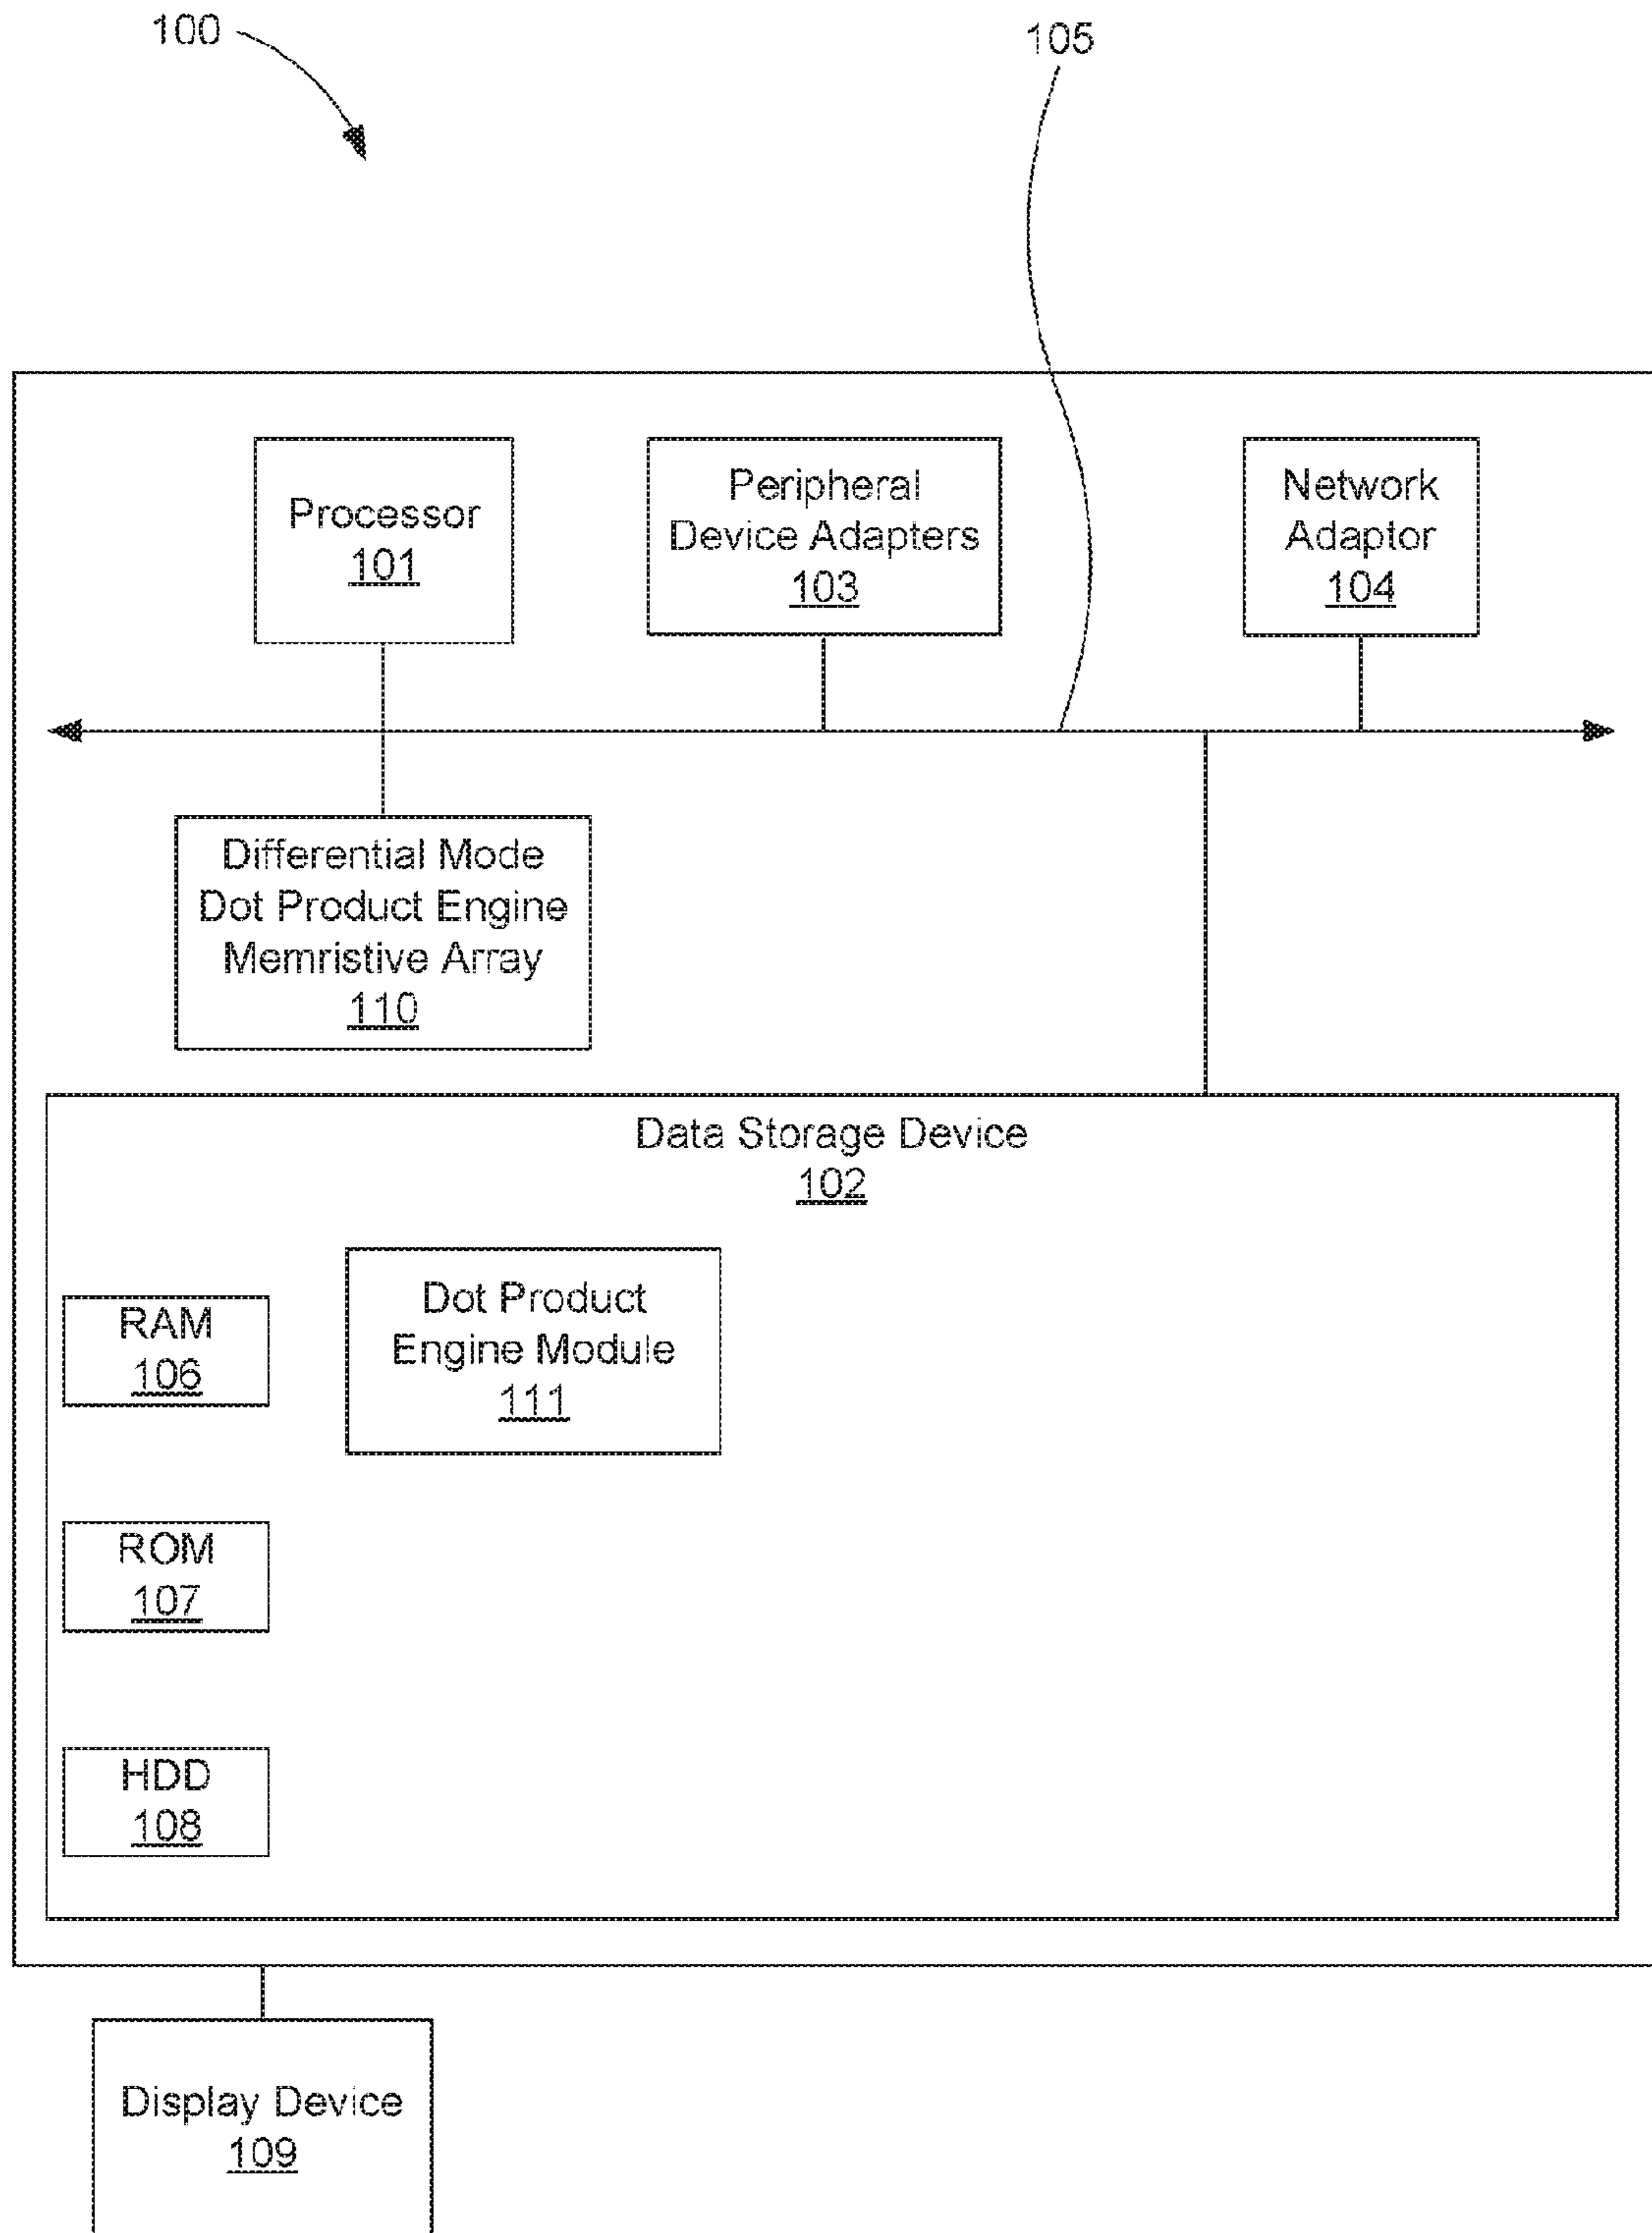 100
105
Processor
101
Peripheral
Device Adapters
103
Network
Adaptor
104
Differential Mode
Dot Product Engine
Memristive Array
110
Data Storage Device
102
Dot Product
Engine Module
111
RAM
106
ROM
107
HDD
108
Display Device
109